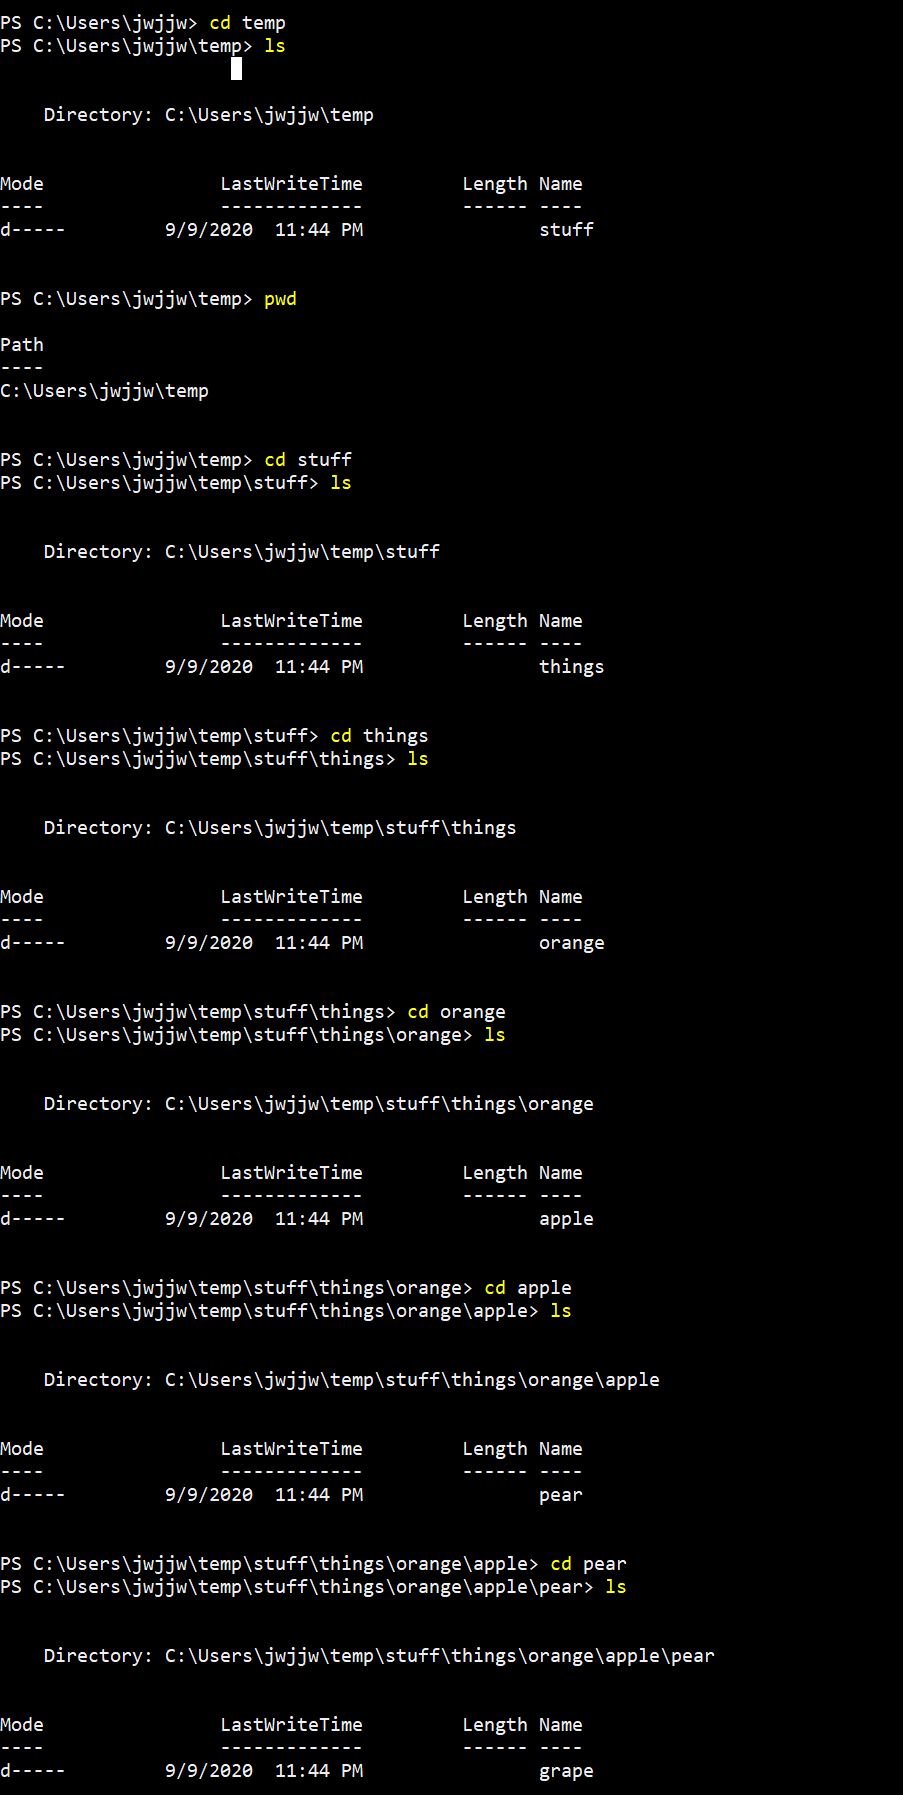 PS C:\Users\jwjjw> cd temp
PS C:\Users\jwjjw\temp> ls
Directory: C:\Users\jwjjw\temp
Mode LastWriteTime Length Name
---- ------------- ------ ----
d----- 9/9/2020 11:44 PM stuff
PS C:\Users\jwjjw\temp> pwd
Path
----
C:\Users\jwjjw\temp
PS C:\Users\jwjjw\temp> cd stuff
PS C:\Users\jwjjw\temp\stuff> ls
Directory: C:\Users\jwjjw\temp\stuff
Mode LastWriteTime Length Name
---- ------------- ------ ----
d----- 9/9/2020 11:44 PM things
PS C:\Users\jwjjw\temp\stuff> cd things
PS C:\Users\jwjjw\temp\stuff\things> ls
Directory: C:\Users\jwjjw\temp\stuff\things
Mode LastWriteTime Length Name
---- ------------- ------ ----
d----- 9/9/2020 11:44 PM orange
PS C:\Users\jwjjw\temp\stuff\things> cd orange
PS C:\Users\jwjjw\temp\stuff\things\orange> ls
Directory: C:\Users\jwjjw\temp\stuff\things\orange
Mode LastWriteTime Length Name
---- ------------- ------ ----
d----- 9/9/2020 11:44 PM apple
PS C:\Users\jwjjw\temp\stuff\things\orange> cd apple
PS C:\Users\jwjjw\temp\stuff\things\orange\apple> ls
Directory: C:\Users\jwjjw\temp\stuff\things\orange\apple
Mode LastWriteTime Length Name
---- ------------- ------ ----
d----- 9/9/2020 11:44 PM pear
PS C:\Users\jwjjw\temp\stuff\things\orange\apple> cd pear
PS C:\Users\jwjjw\temp\stuff\things\orange\apple\pear> ls
Directory: C:\Users\jwjjw\temp\stuff\things\orange\apple\pear
Mode LastWriteTime Length Name
---- ------------- ------ ----
d----- 9/9/2020 11:44 PM grape